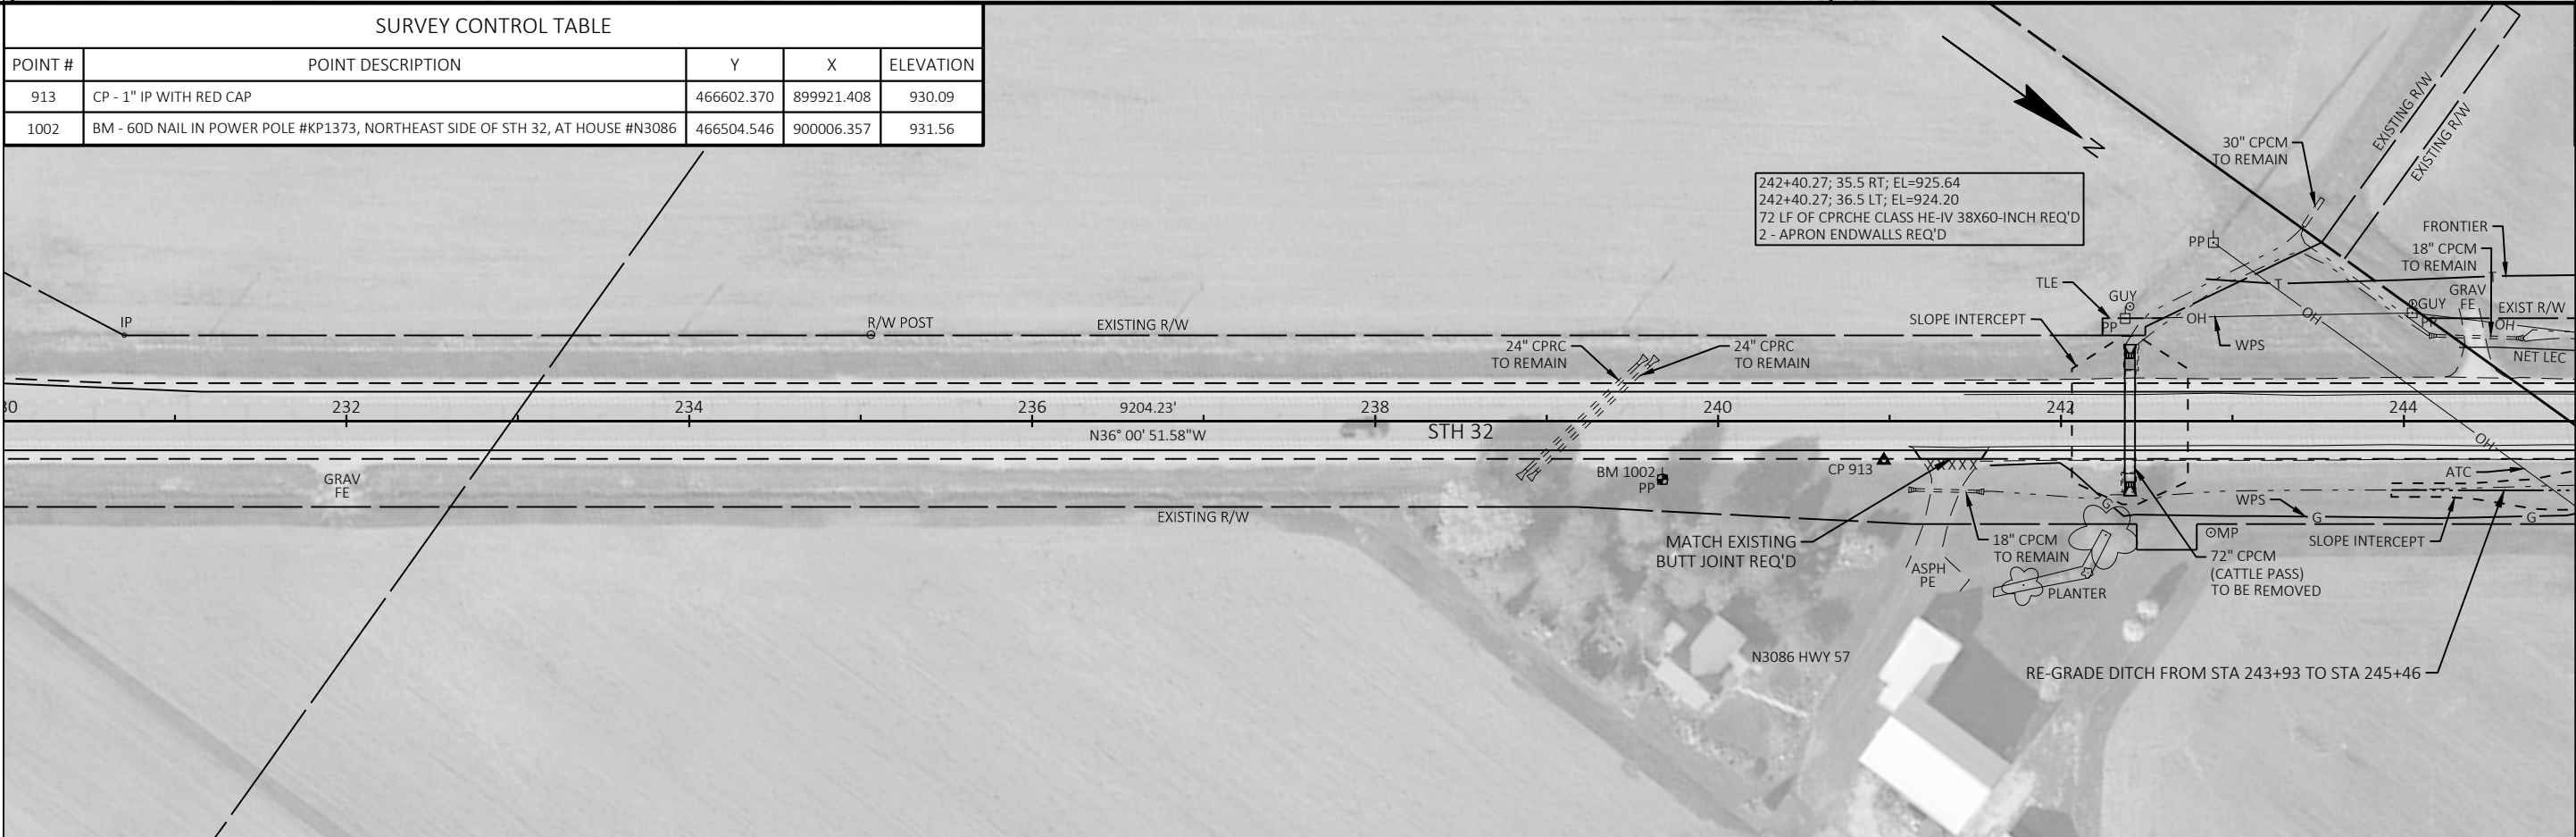 SURVEY CONTROL TABLE
POINT # POINT DESCRIPTION Y X ELEVATION
913 CP - 1" IP WITH RED CAP 466602.370 899921.408 930.09
1002 BM - 60D NAIL IN POWER POLE #KP1373, NORTHEAST SIDE OF STH 32, AT HOUSE #N3086 466504.546 900006.357 931.56
N
30" CPCM
TO REMAIN
EXISTING R/W
EXISTING R/W
242+40.27; 35.5 RT; EL=925.64
242+40.27; 36.5 LT; EL=924.20
72 LF OF CPRCHE CLASS HE-IV 38X60-INCH REQ'D
2 - APRON ENDWALLS REQ'D
FRONTIER
PP
18" CPCM
TO REMAIN
TLE
GUY
T
T
GRAV
FE
GUY
EXIST R/W
IP
R/W POST
EXISTING R/W
SLOPE INTERCEPT
PP
OH
OH
PP
OH
WPS
NET LEC
24" CPRC
TO REMAIN
24" CPRC
TO REMAIN
30
232
234
236
9204.23'
238
240
242
244
N36° 00' 51.58"W
STH 32
OH
GRAV
FE
BM 1002
PP
CP 913
XXXXX
ATC
WPS
G
G
G
EXISTING R/W
MATCH EXISTING
BUTT JOINT REQ'D
18" CPCM
TO REMAIN
MP
SLOPE INTERCEPT
72" CPCM
(CATTLE PASS)
TO BE REMOVED
ASPH
PE
PLANTER
N3086 HWY 57
RE-GRADE DITCH FROM STA 243+93 TO STA 245+46